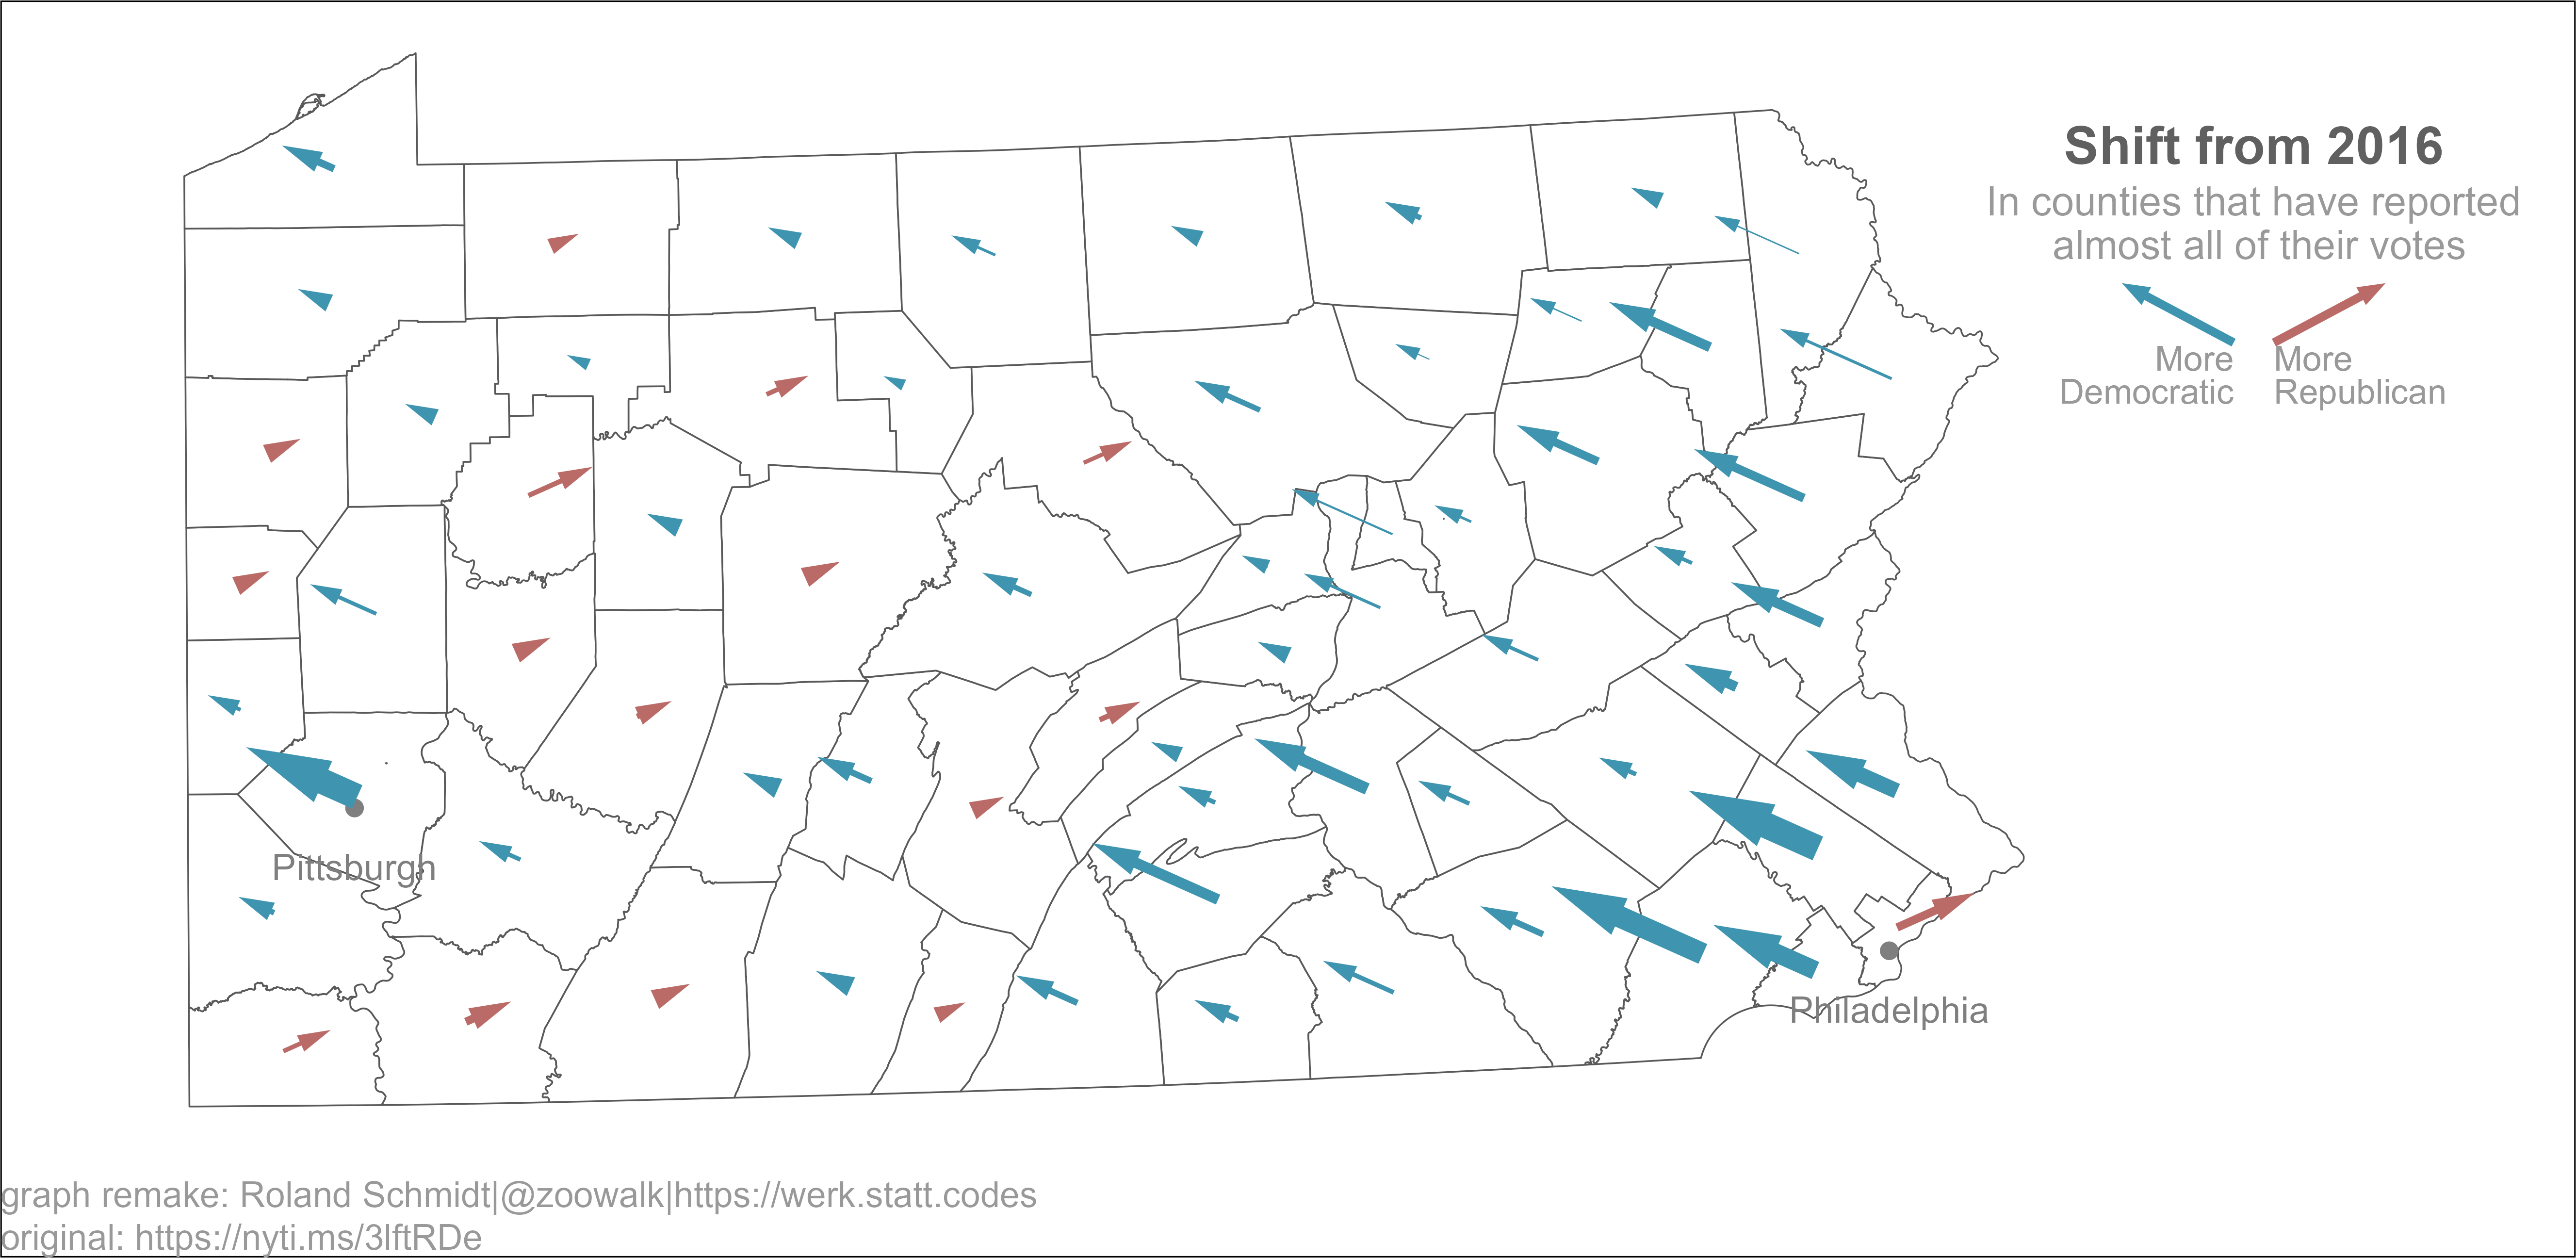 Shift from 2016
In counties that have reported
almost all of their votes
More
Democratic
More
Republican
Pittsburgh
Philadelphia
graph remake: Roland Schmidt|@zoowalk|https://werk.statt.codes
original: https://nyti.ms/3lftRDe